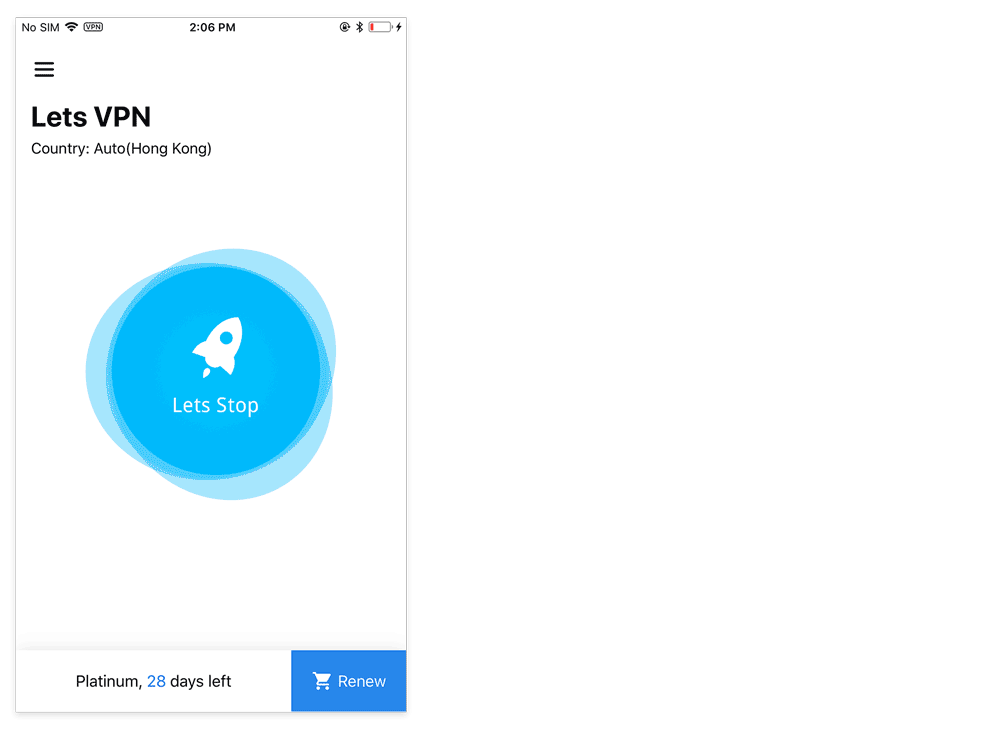 No SIM VPN 2:06 PM
Lets VPN
Country: Auto(Hong Kong)
Lets Stop
Platinum, 28 days left Renew